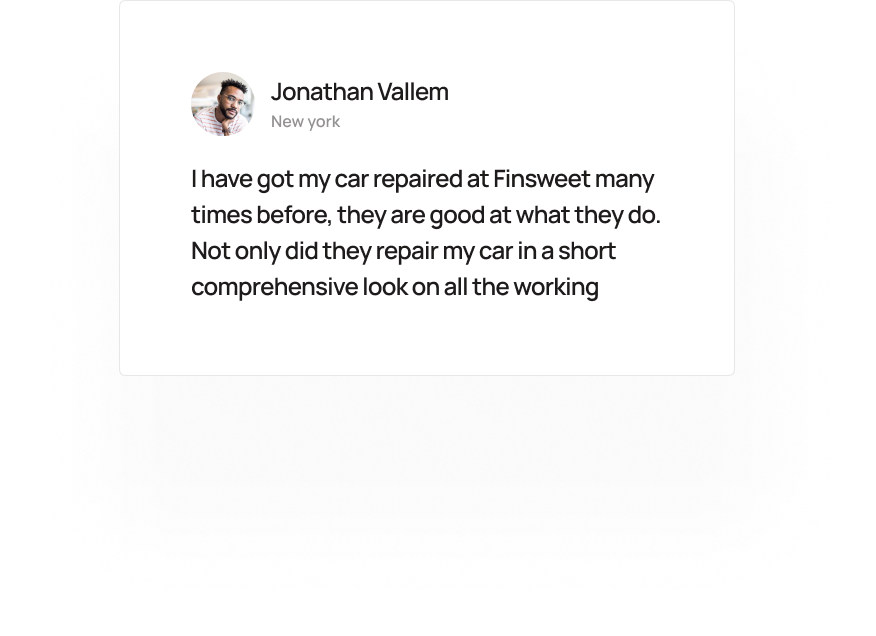 Jonathan Vallem
New york
I have got my car repaired at Finsweet many
times before, they are good at what they do.
Not only did they repair my car in a short
comprehensive look on all the working